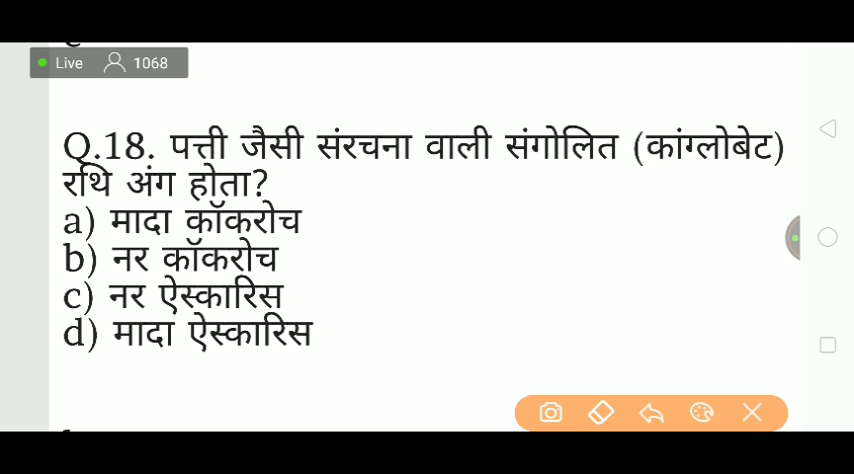 Live 1068
Q.18. पत्ती जैसी संरचना वाली संगोलित (कांग्लोबेट)
रथि अंग होता?
a) मादा कॉकरोच
b) नर कॉकरोच
c) नर ऐस्कारिस
d) मादा ऐस्कारिस